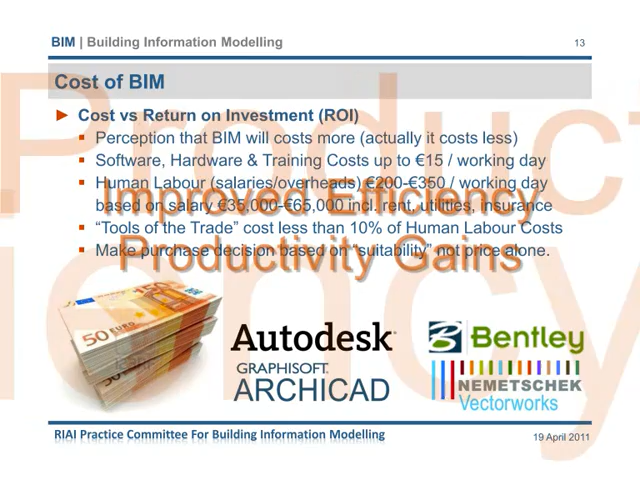 BIM | Building Information Modelling
13
Cost of BIM
► Cost vs Return on Investment (ROI)
▪ Perception that BIM will costs more (actually it costs less)
▪ Software, Hardware & Training Costs up to €15 / working day
▪ Human Labour (salaries/overheads) €200-€350 / working day
based on salary €35,000-€65,000 incl. rent, utilities, insurance
▪ “Tools of the Trade” cost less than 10% of Human Labour Costs
▪ Make purchase decision based on “suitability” not price alone.
Improved Efficiency
Productivity Gains
50 EURO
Autodesk
Bentley
GRAPHISOFT.
ARCHICAD
NEMETSCHEK
Vectorworks
RIAI Practice Committee For Building Information Modelling
19 April 2011